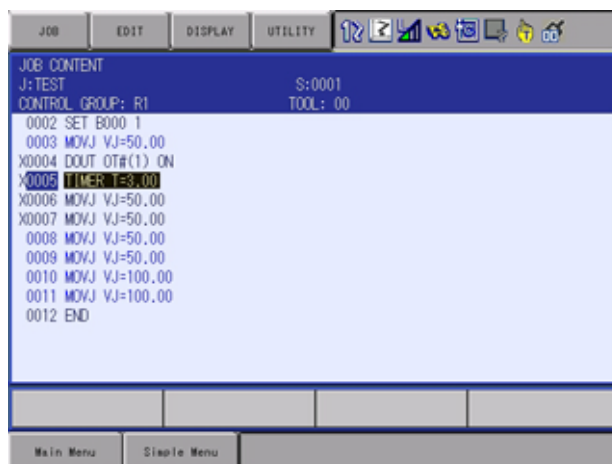 JOB EDIT DISPLAY UTILITY
JOB CONTENT
J:TEST S:0001
CONTROL GROUP: R1 TOOL: 00
0002 SET B000 1
0003 MOVJ VJ=50.00
X0004 DOUT OT#(1) ON
X0005 TIMER T=3.00
X0006 MOVJ VJ=50.00
X0007 MOVJ VJ=50.00
0008 MOVJ VJ=50.00
0009 MOVJ VJ=50.00
0010 MOVJ VJ=100.00
0011 MOVJ VJ=100.00
0012 END
Main Menu Simple Menu